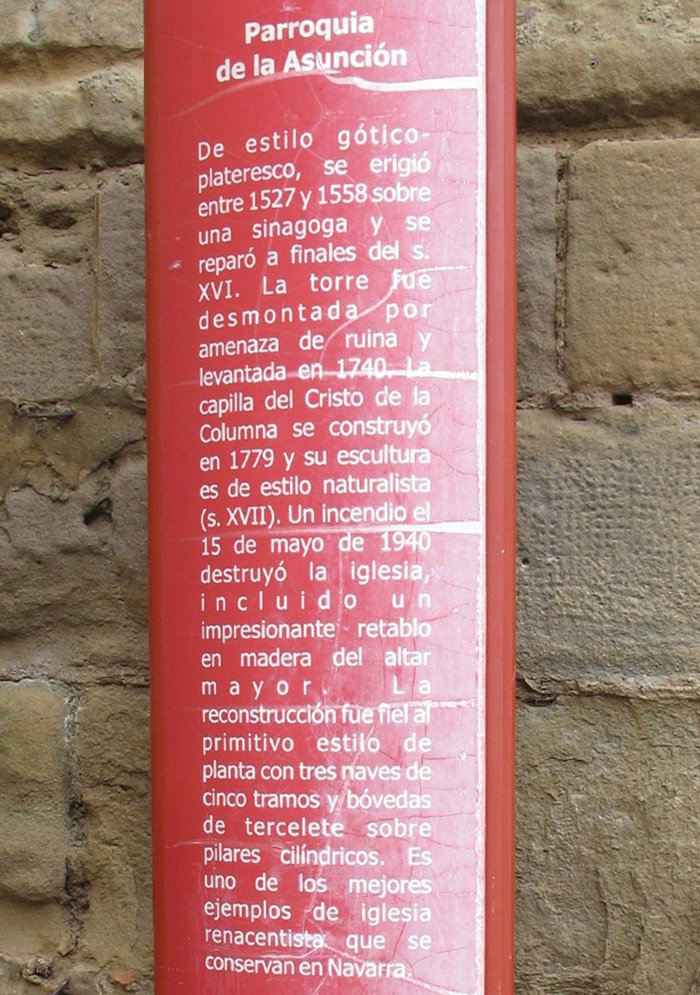 Parroquia
de la Asunción
De estilo gótico-
plateresco, se erigió
entre 1527 y 1558 sobre
una sinagoga y se
reparó a finales del s.
XVI. La torre fue
desmontada por
amenaza de ruina y
levantada en 1740. La
capilla del Cristo de la
Columna se construyó
en 1779 y su escultura
es de estilo naturalista
(s. XVII). Un incendio el
15 de mayo de 1940
destruyó la iglesia,
incluido un
impresionante retablo
en madera del altar
mayor. La
reconstrucción fue fiel al
primitivo estilo de
planta con tres naves de
cinco tramos y bóvedas
de tercelete sobre
pilares cilíndricos. Es
uno de los mejores
ejemplos de iglesia
renacentista que se
conservan en Navarra.